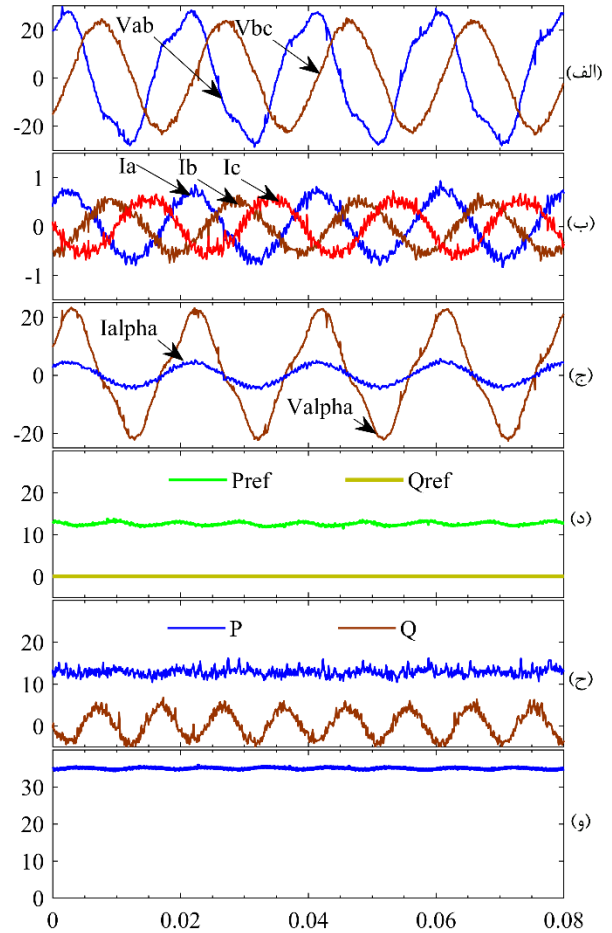 20
0
-20
Vab
Vbc
(الف)
1
0
-1
Ia
Ib
Ic
(ب)
20
0
-20
Ialpha
Valpha
(ج)
20
10
0
Pref
Qref
(د)
20
10
0
P
Q
(ح)
30
20
10
0
(و)
0
0.02
0.04
0.06
0.08